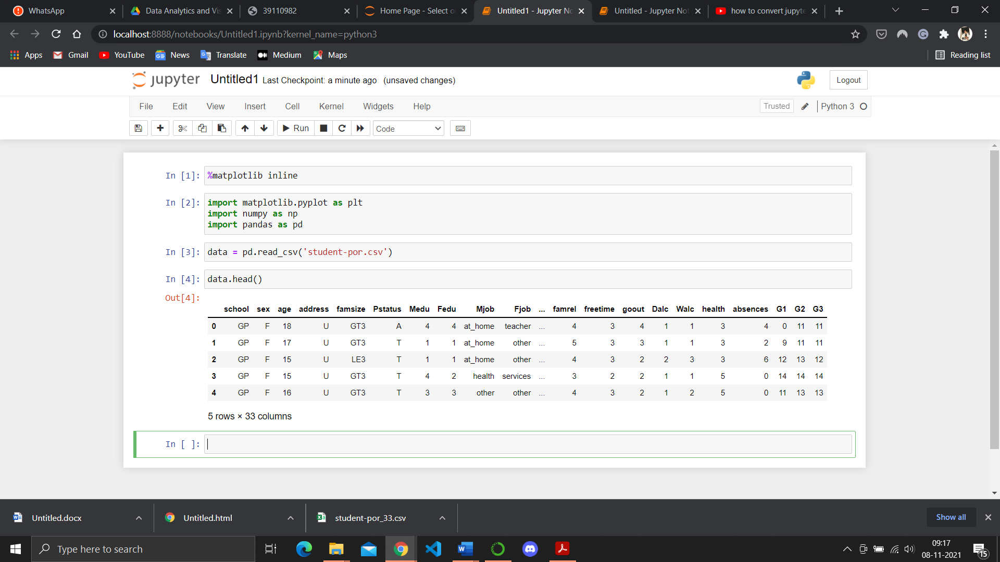 WhatsApp Data Analytics and Vis 39110982 Home Page - Select o Untitled1 - Jupyter No Untitled - Jupyter Not how to convert jupyte
localhost:8888/notebooks/Untitled1.ipynb?kernel_name=python3
Apps Gmail YouTube News Translate Medium Maps Reading list
jupyter Untitled1 Last Checkpoint: a minute ago (unsaved changes) Logout
File Edit View Insert Cell Kernel Widgets Help Trusted Python 3
Run Code
In [1]: %matplotlib inline
In [2]: import matplotlib.pyplot as plt
import numpy as np
import pandas as pd
In [3]: data = pd.read_csv('student-por.csv')
In [4]: data.head()
Out[4]:
school sex age address famsize Pstatus Medu Fedu Mjob Fjob ... famrel freetime goout Dalc Walc health absences G1 G2 G3
0 GP F 18 U GT3 A 4 4 at_home teacher ... 4 3 4 1 1 3 4 0 11 11
1 GP F 17 U GT3 T 1 1 at_home other ... 5 3 3 1 1 3 2 9 11 11
2 GP F 15 U LE3 T 1 1 at_home other ... 4 3 2 2 3 3 6 12 13 12
3 GP F 15 U GT3 T 4 2 health services ... 3 2 2 1 1 5 0 14 14 14
4 GP F 16 U GT3 T 3 3 other other ... 4 3 2 1 2 5 0 11 13 13
5 rows × 33 columns
In [ ]:
Untitled.docx Untitled.html student-por_33.csv Show all
Type here to search
09:17
08-11-2021
15